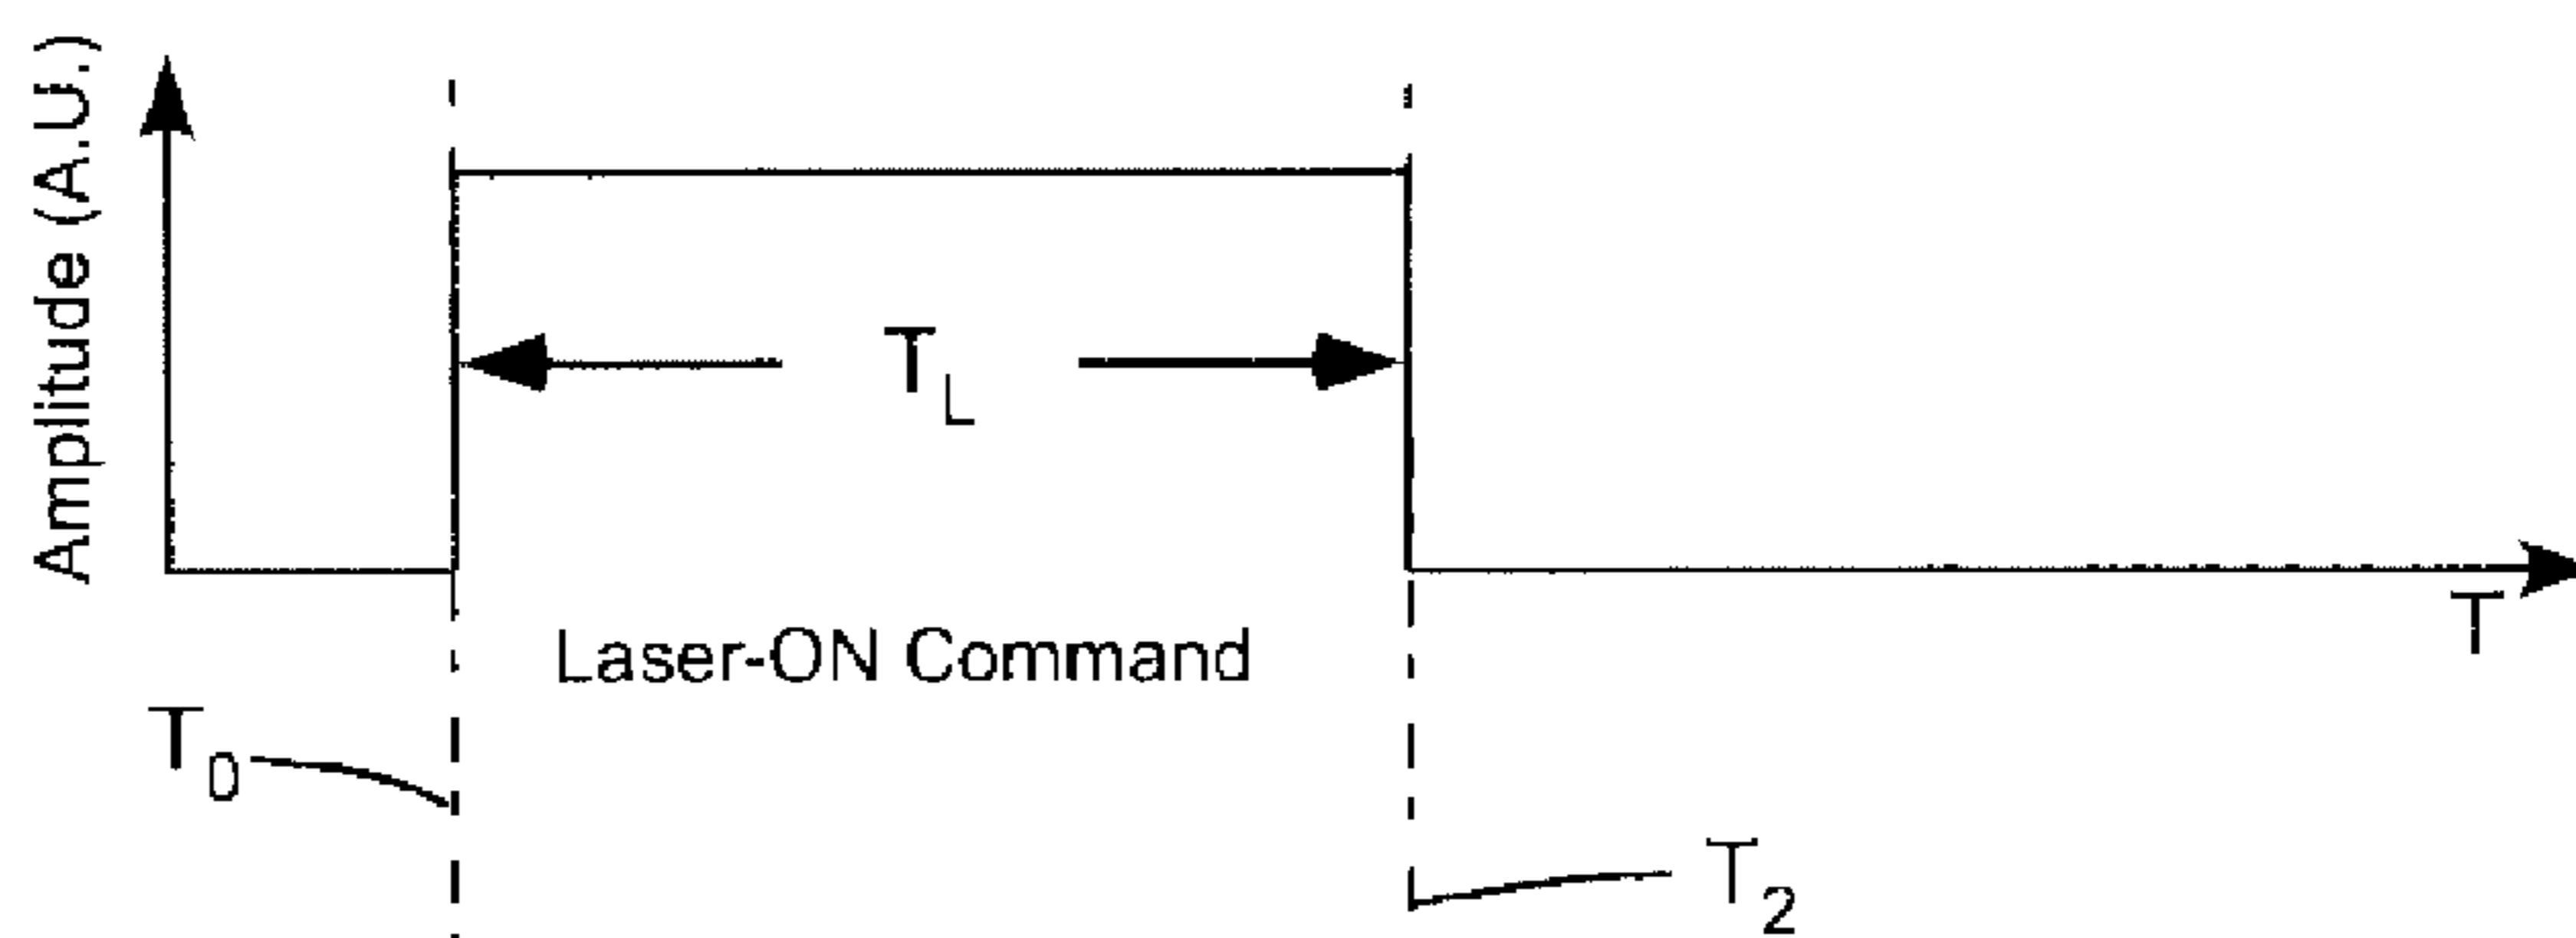 Amplitude (A.U.)
T_L
T
Laser-ON Command
T_0
T_2